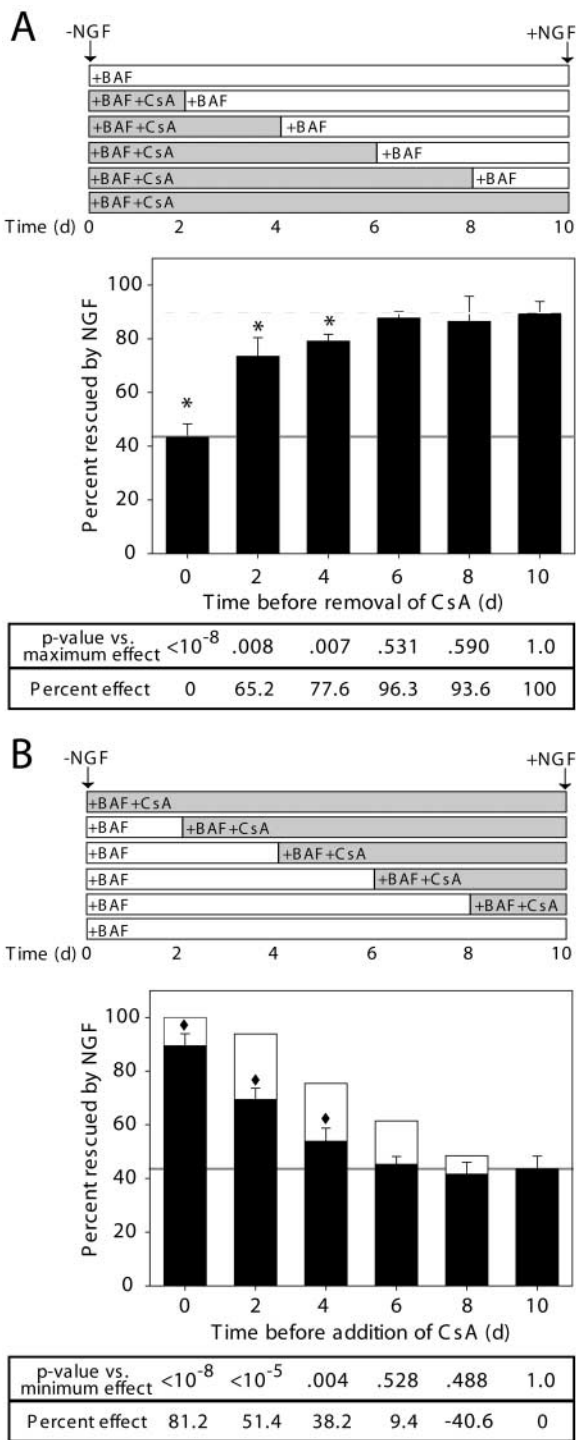 A
-NGF +NGF
+BAF
+BAF+CsA +BAF
+BAF+CsA +BAF
+BAF+CsA +BAF
+BAF+CsA +BAF
+BAF+CsA
Time (d) 0 2 4 6 8 10
Percent rescued by NGF
100
80
60
40
20
0
* * *
0 2 4 6 8 10
Time before removal of CsA (d)
p-value vs. maximum effect <10-8 .008 .007 .531 .590 1.0
Percent effect 0 65.2 77.6 96.3 93.6 100
B
-NGF +NGF
+BAF+CsA
+BAF +BAF+CsA
+BAF +BAF+CsA
+BAF +BAF+CsA
+BAF +BAF+CsA
+BAF
Time (d) 0 2 4 6 8 10
Percent rescued by NGF
100
80
60
40
20
0
0 2 4 6 8 10
Time before addition of CsA (d)
p-value vs. minimum effect <10-8 <10-5 .004 .528 .488 1.0
Percent effect 81.2 51.4 38.2 9.4 -40.6 0